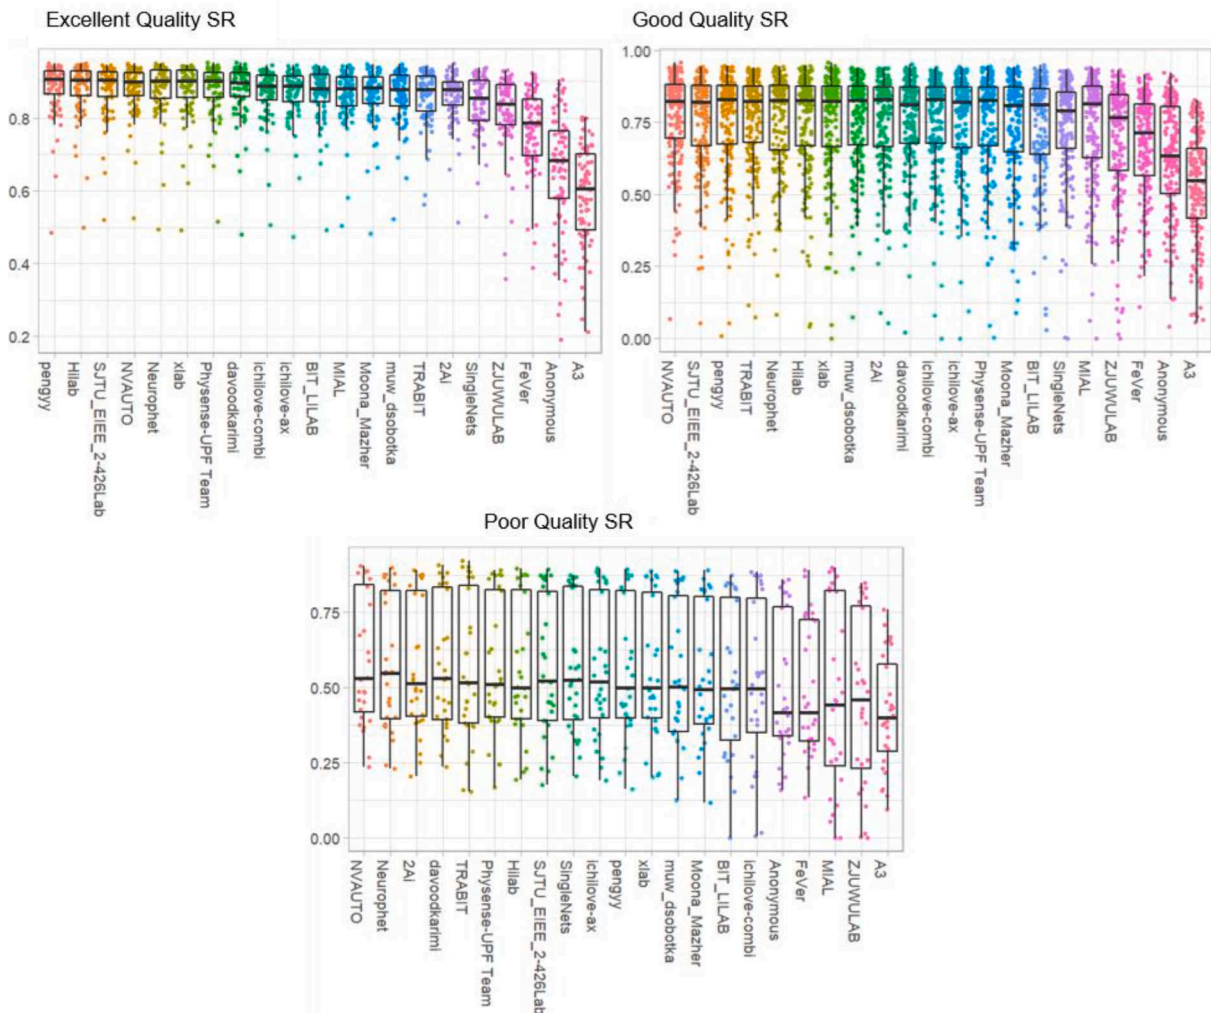 Excellent Quality SR
0.8
0.6
0.4
0.2
pengyy
Hilab
SJTU_EIEE_2-426Lab
NVAUTO
Neurophet
xlab
Physense-UPF Team
davoodkarimi
ichilove-combi
ichilove-ax
BIT_LILAB
MIAL
Moona_Mazher
muw_dsobotka
TRABIT
2Ai
SingleNets
ZJUWULAB
FeVer
Anonymous
A3
Good Quality SR
1.00
0.75
0.50
0.25
0.00
NVAUTO
SJTU_EIEE_2-426Lab
pengyy
TRABIT
Neurophet
Hilab
xlab
muw_dsobotka
2Ai
davoodkarimi
ichilove-combi
ichilove-ax
Physense-UPF Team
Moona_Mazher
BIT_LILAB
SingleNets
MIAL
ZJUWULAB
FeVer
Anonymous
A3
Poor Quality SR
0.75
0.50
0.25
0.00
NVAUTO
Neurophet
2Ai
davoodkarimi
TRABIT
Physense-UPF Team
Hilab
SJTU_EIEE_2-426Lab
SingleNets
ichilove-ax
pengyy
xlab
muw_dsobotka
Moona_Mazher
BIT_LILAB
ichilove-combi
Anonymous
FeVer
MIAL
ZJUWULAB
A3